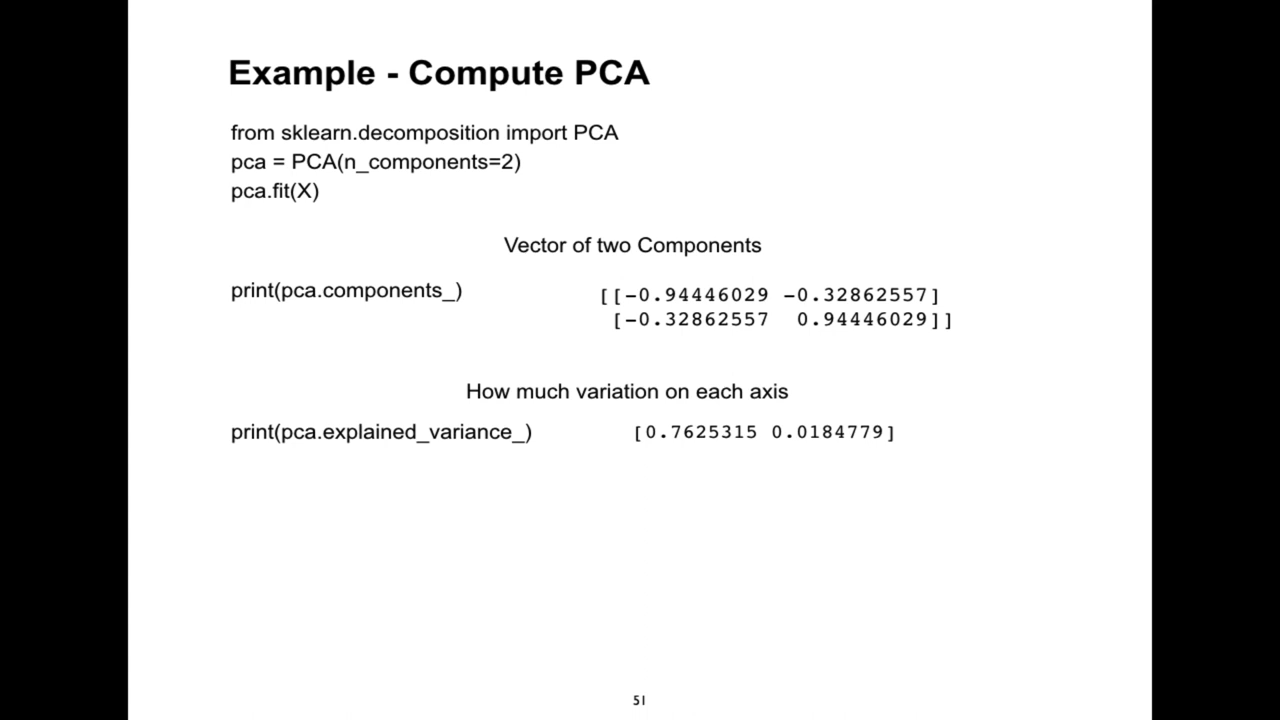 Example - Compute PCA
from sklearn.decomposition import PCA
pca = PCA(n_components=2)
pca.fit(X)
Vector of two Components
print(pca.components_)
[[-0.94446029 -0.32862557]
[-0.32862557 0.94446029]]
How much variation on each axis
print(pca.explained_variance_)
[0.7625315 0.0184779]
51